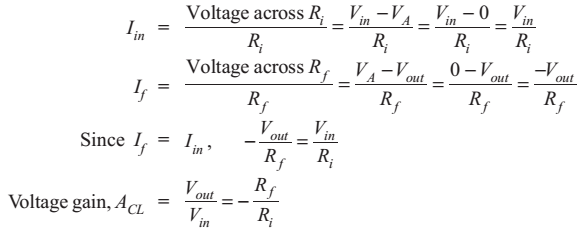 I_in = Voltage across R_i / R_i = (V_in − V_A) / R_i = (V_in − 0) / R_i = V_in / R_i
I_f = Voltage across R_f / R_f = (V_A − V_out) / R_f = (0 − V_out) / R_f = −V_out / R_f
Since I_f = I_in, − V_out / R_f = V_in / R_i
Voltage gain, A_CL = V_out / V_in = − R_f / R_i